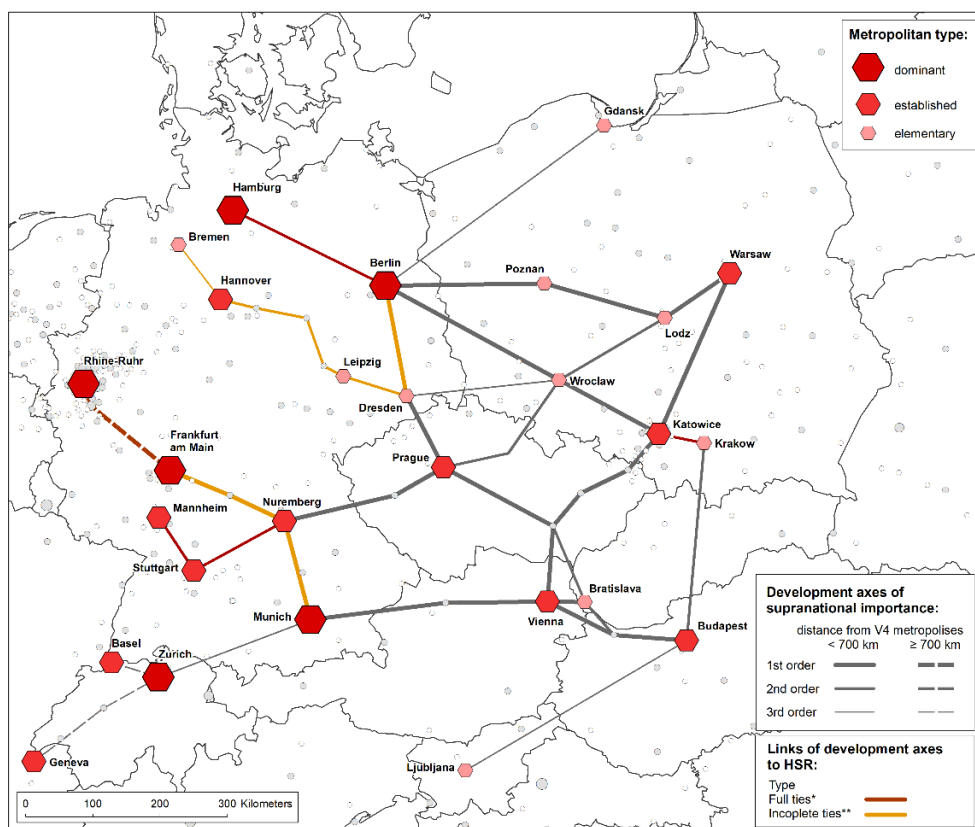 Metropolitan type:
dominant
established
elementary
Gdansk
Hamburg
Bremen
Berlin
Hannover
Poznan
Warsaw
Lodz
Rhine-Ruhr
Leipzig
Dresden
Wroclaw
Katowice
Krakow
Frankfurt
am Main
Prague
Mannheim
Nuremberg
Stuttgart
Munich
Vienna
Bratislava
Budapest
Basel
Zürich
Geneva
Ljubljana
Development axes of
supranational importance:
distance from V4 metropolises
< 700 km ≥ 700 km
1st order
2nd order
3rd order
Links of development axes
to HSR:
Type
Full ties*
Incoplete ties**
0 100 200 300 Kilometers